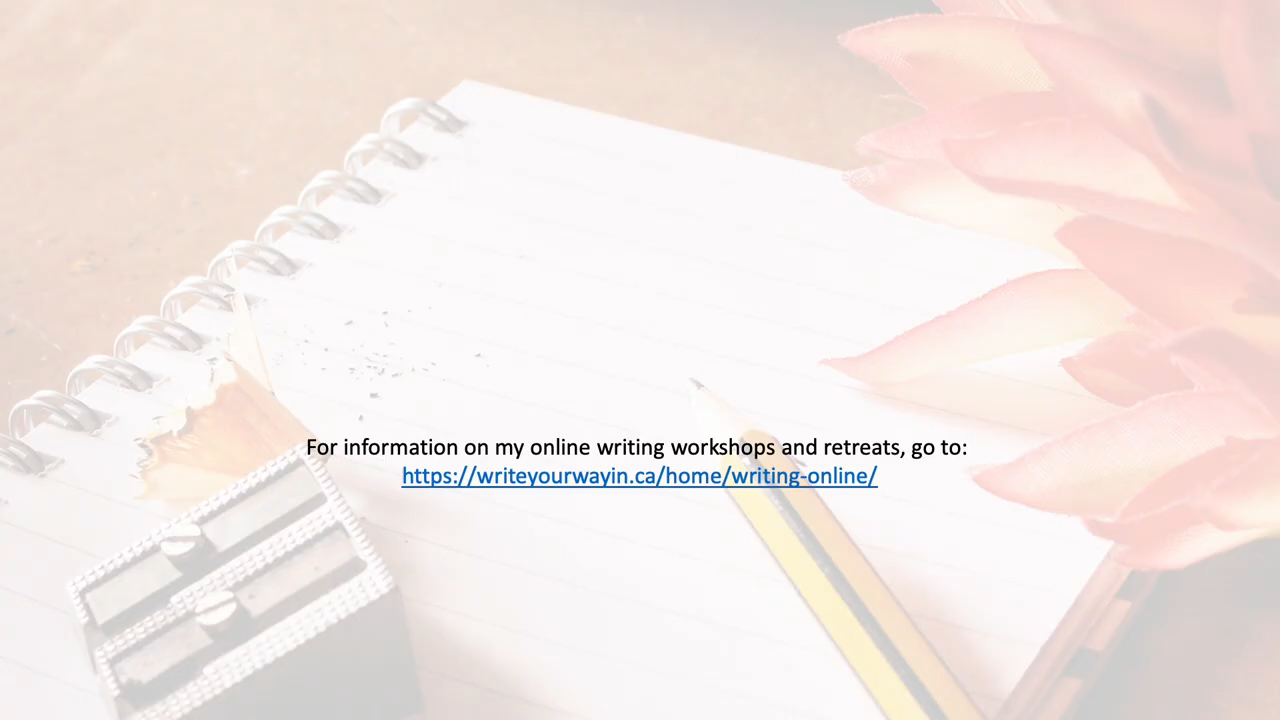 For information on my online writing workshops and retreats, go to:
https://writeyourwayin.ca/home/writing-online/